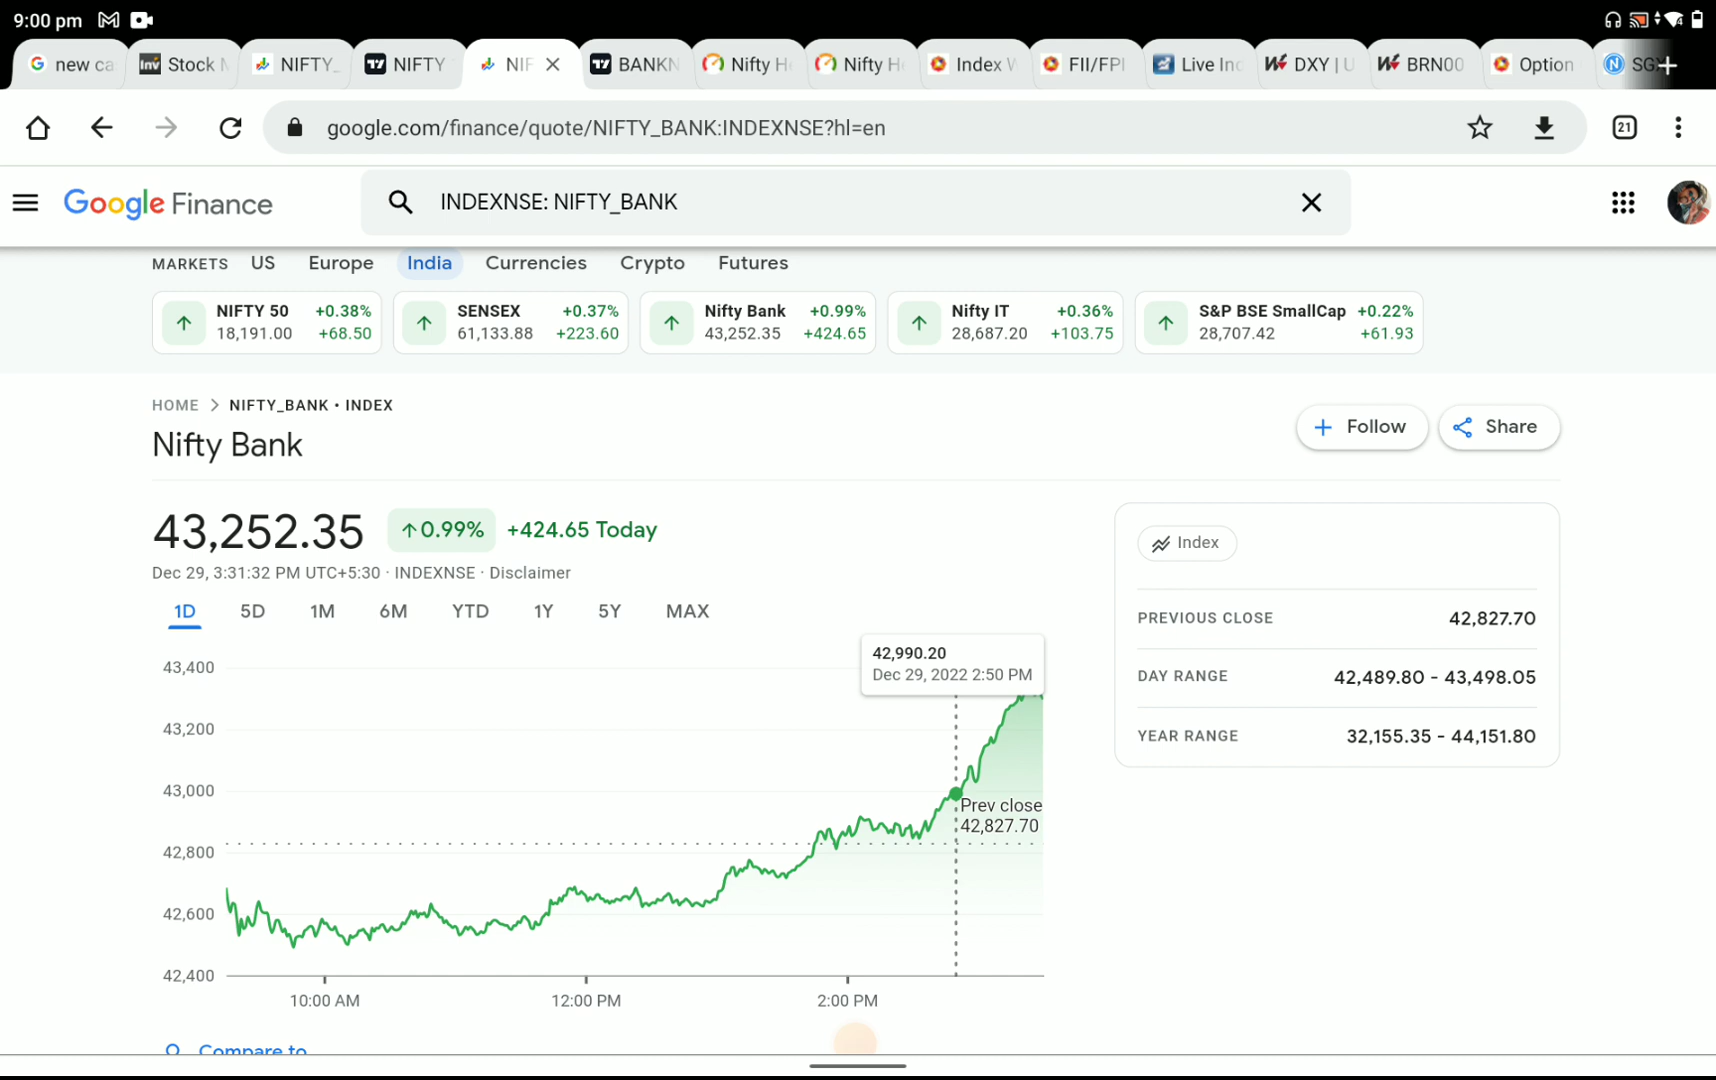 9:00 pm
new ca
Inv Stock M
NIFTY_
NIFTY
NIF
BANKN
Nifty He
Nifty He
Index W
FII/FPI
Live Ind
DXY | U
BRN00
Option
SGX
google.com/finance/quote/NIFTY_BANK:INDEXNSE?hl=en
21
Google Finance
INDEXNSE: NIFTY_BANK
MARKETS US Europe India Currencies Crypto Futures
NIFTY 50 +0.38%
18,191.00 +68.50
SENSEX +0.37%
61,133.88 +223.60
Nifty Bank +0.99%
43,252.35 +424.65
Nifty IT +0.36%
28,687.20 +103.75
S&P BSE SmallCap +0.22%
28,707.42 +61.93
HOME > NIFTY_BANK • INDEX
Follow
Share
Nifty Bank
43,252.35 ↑0.99% +424.65 Today
Dec 29, 3:31:32 PM UTC+5:30 · INDEXNSE · Disclaimer
1D 5D 1M 6M YTD 1Y 5Y MAX
42,990.20
Dec 29, 2022 2:50 PM
43,400
43,200
43,000
Prev close
42,827.70
42,800
42,600
42,400
10:00 AM 12:00 PM 2:00 PM
Index
PREVIOUS CLOSE 42,827.70
DAY RANGE 42,489.80 - 43,498.05
YEAR RANGE 32,155.35 - 44,151.80
Compare to